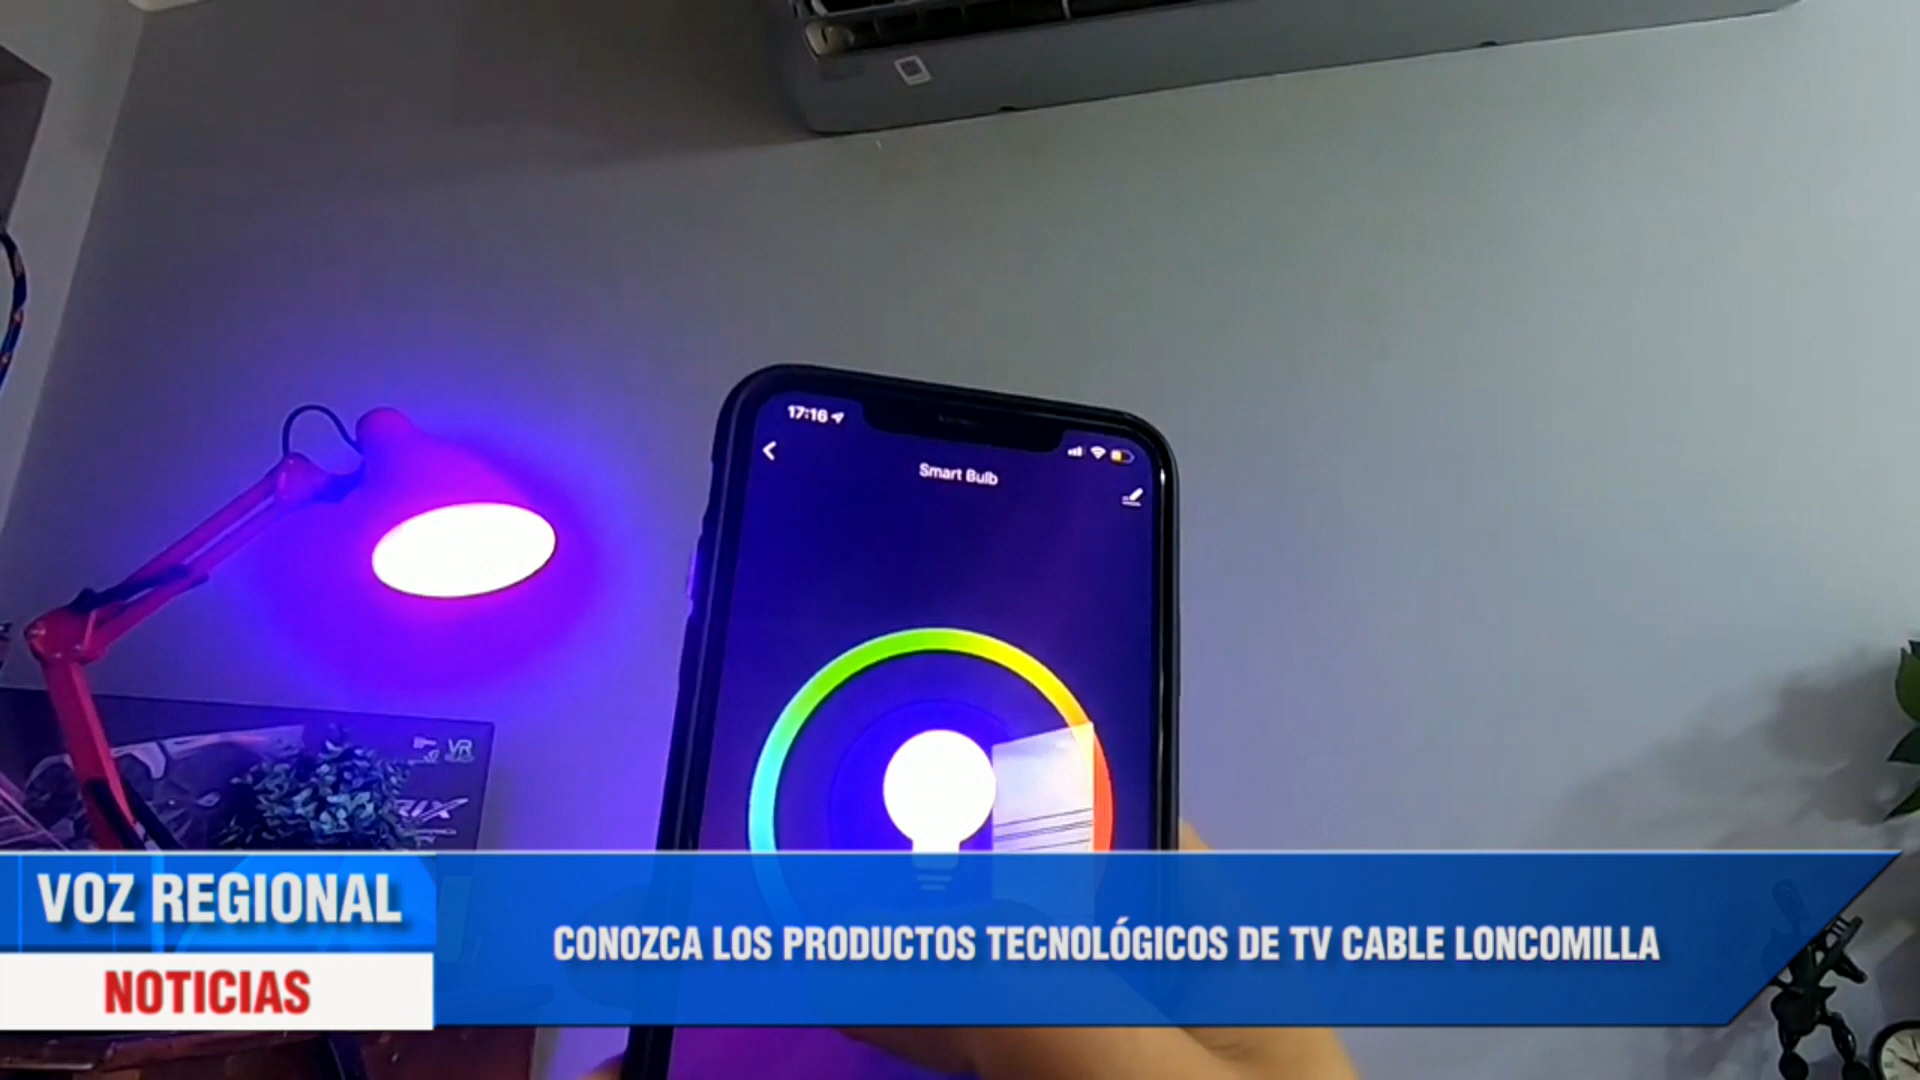 17:16
Smart Bulb
VR
VOZ REGIONAL
NOTICIAS
CONOZCA LOS PRODUCTOS TECNOLÓGICOS DE TV CABLE LONCOMILLA